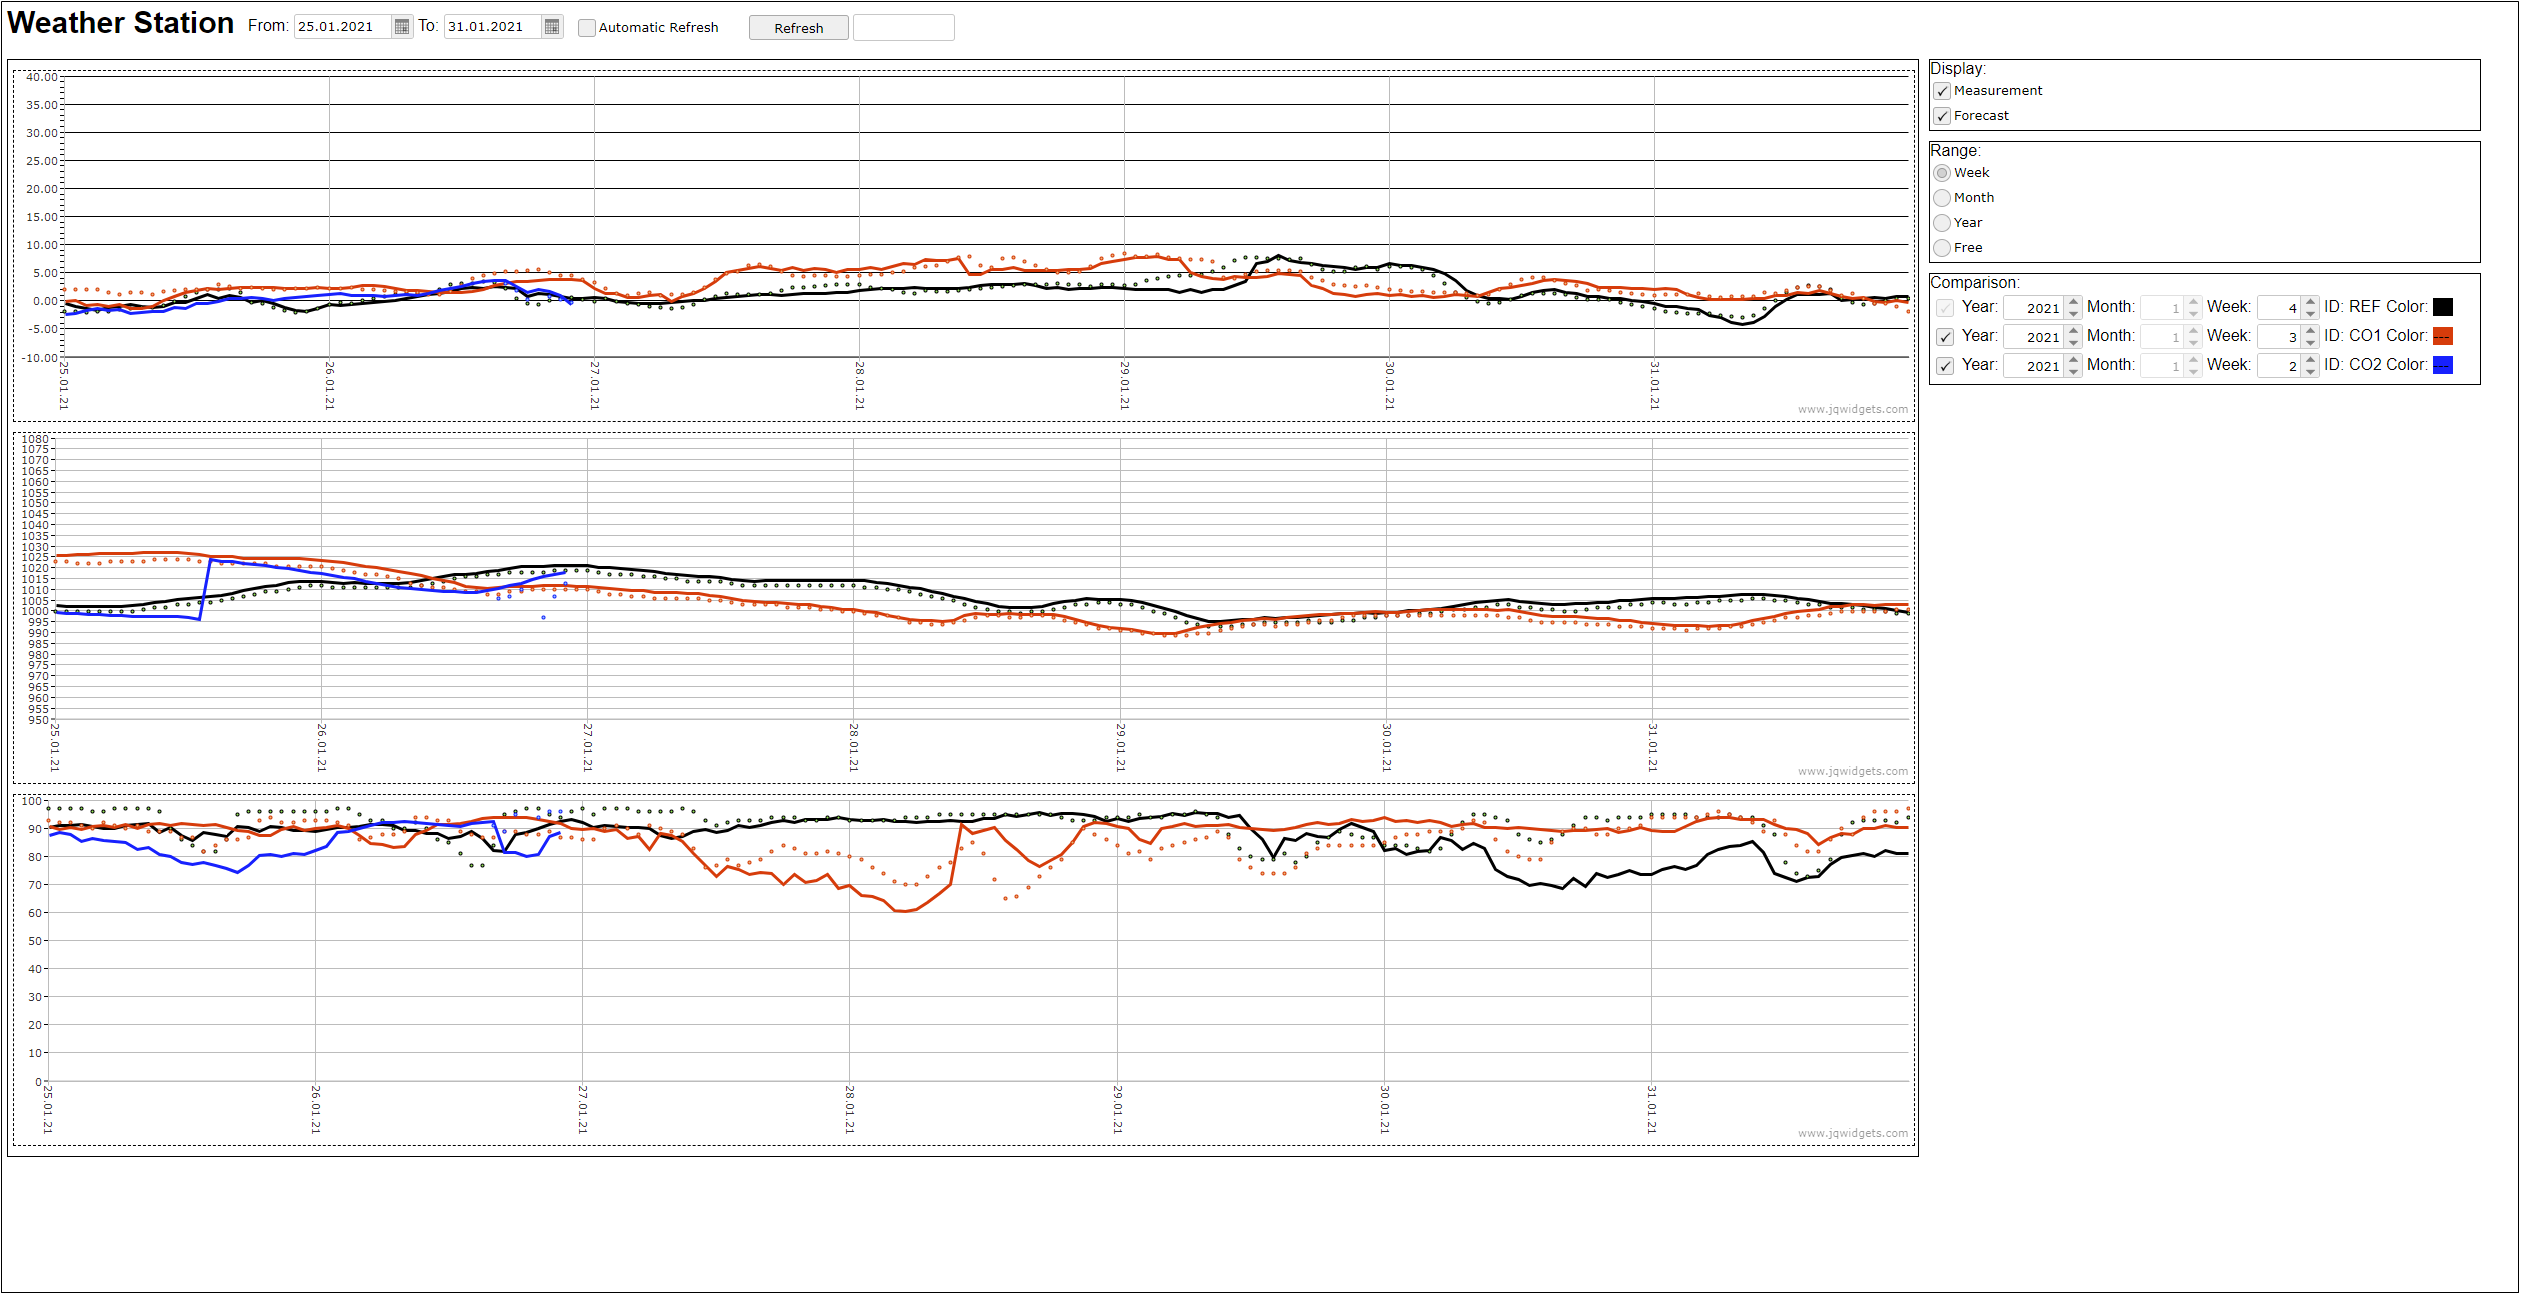 Weather Station From: 25.01.2021 To: 31.01.2021 Automatic Refresh Refresh
40.00
35.00
30.00
25.00
20.00
15.00
10.00
5.00
0.00
-5.00
-10.00
25.01.21 26.01.21 27.01.21 28.01.21 29.01.21 30.01.21 31.01.21
www.jqwidgets.com
1080
1075
1070
1065
1060
1055
1050
1045
1040
1035
1030
1025
1020
1015
1010
1005
1000
995
990
985
980
975
970
965
960
955
950
25.01.21 26.01.21 27.01.21 28.01.21 29.01.21 30.01.21 31.01.21
www.jqwidgets.com
100
90
80
70
60
50
40
30
20
10
0
25.01.21 26.01.21 27.01.21 28.01.21 29.01.21 30.01.21 31.01.21
www.jqwidgets.com
Display:
Measurement
Forecast
Range:
Week
Month
Year
Free
Comparison:
Year: 2021 Month: 1 Week: 4 ID: REF Color:
Year: 2021 Month: 1 Week: 3 ID: CO1 Color: ---
Year: 2021 Month: 1 Week: 2 ID: CO2 Color: ---